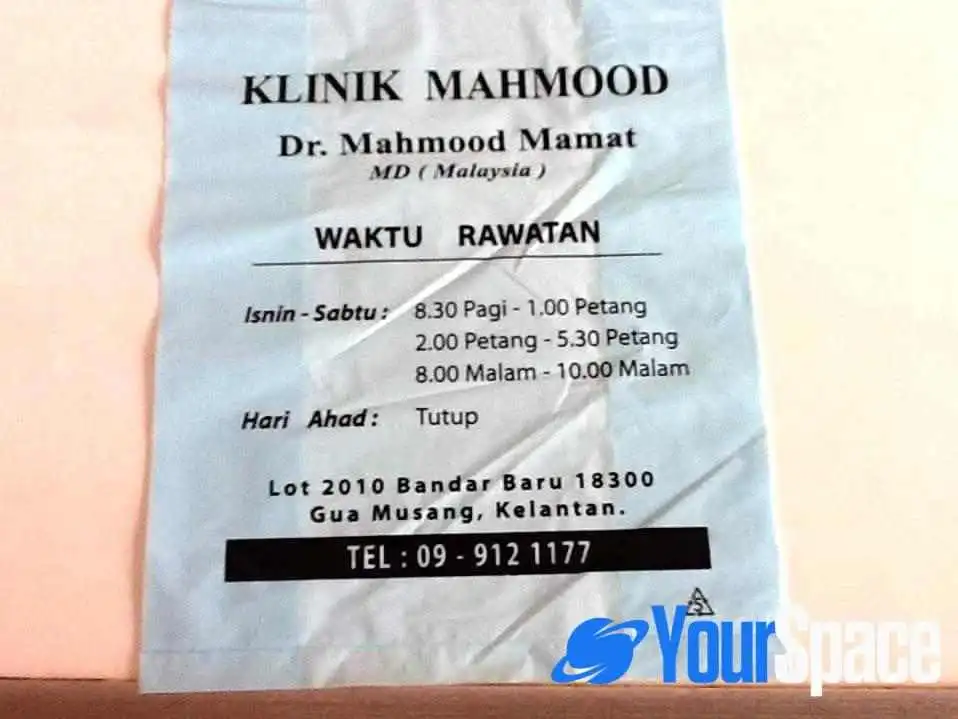 KLINIK MAHMOOD
Dr. Mahmood Mamat
MD ( Malaysia )
WAKTU RAWATAN
Isnin - Sabtu : 8.30 Pagi - 1.00 Petang
2.00 Petang - 5.30 Petang
8.00 Malam - 10.00 Malam
Hari Ahad : Tutup
Lot 2010 Bandar Baru 18300
Gua Musang, Kelantan.
TEL : 09 - 912 1177
5
YourSpace